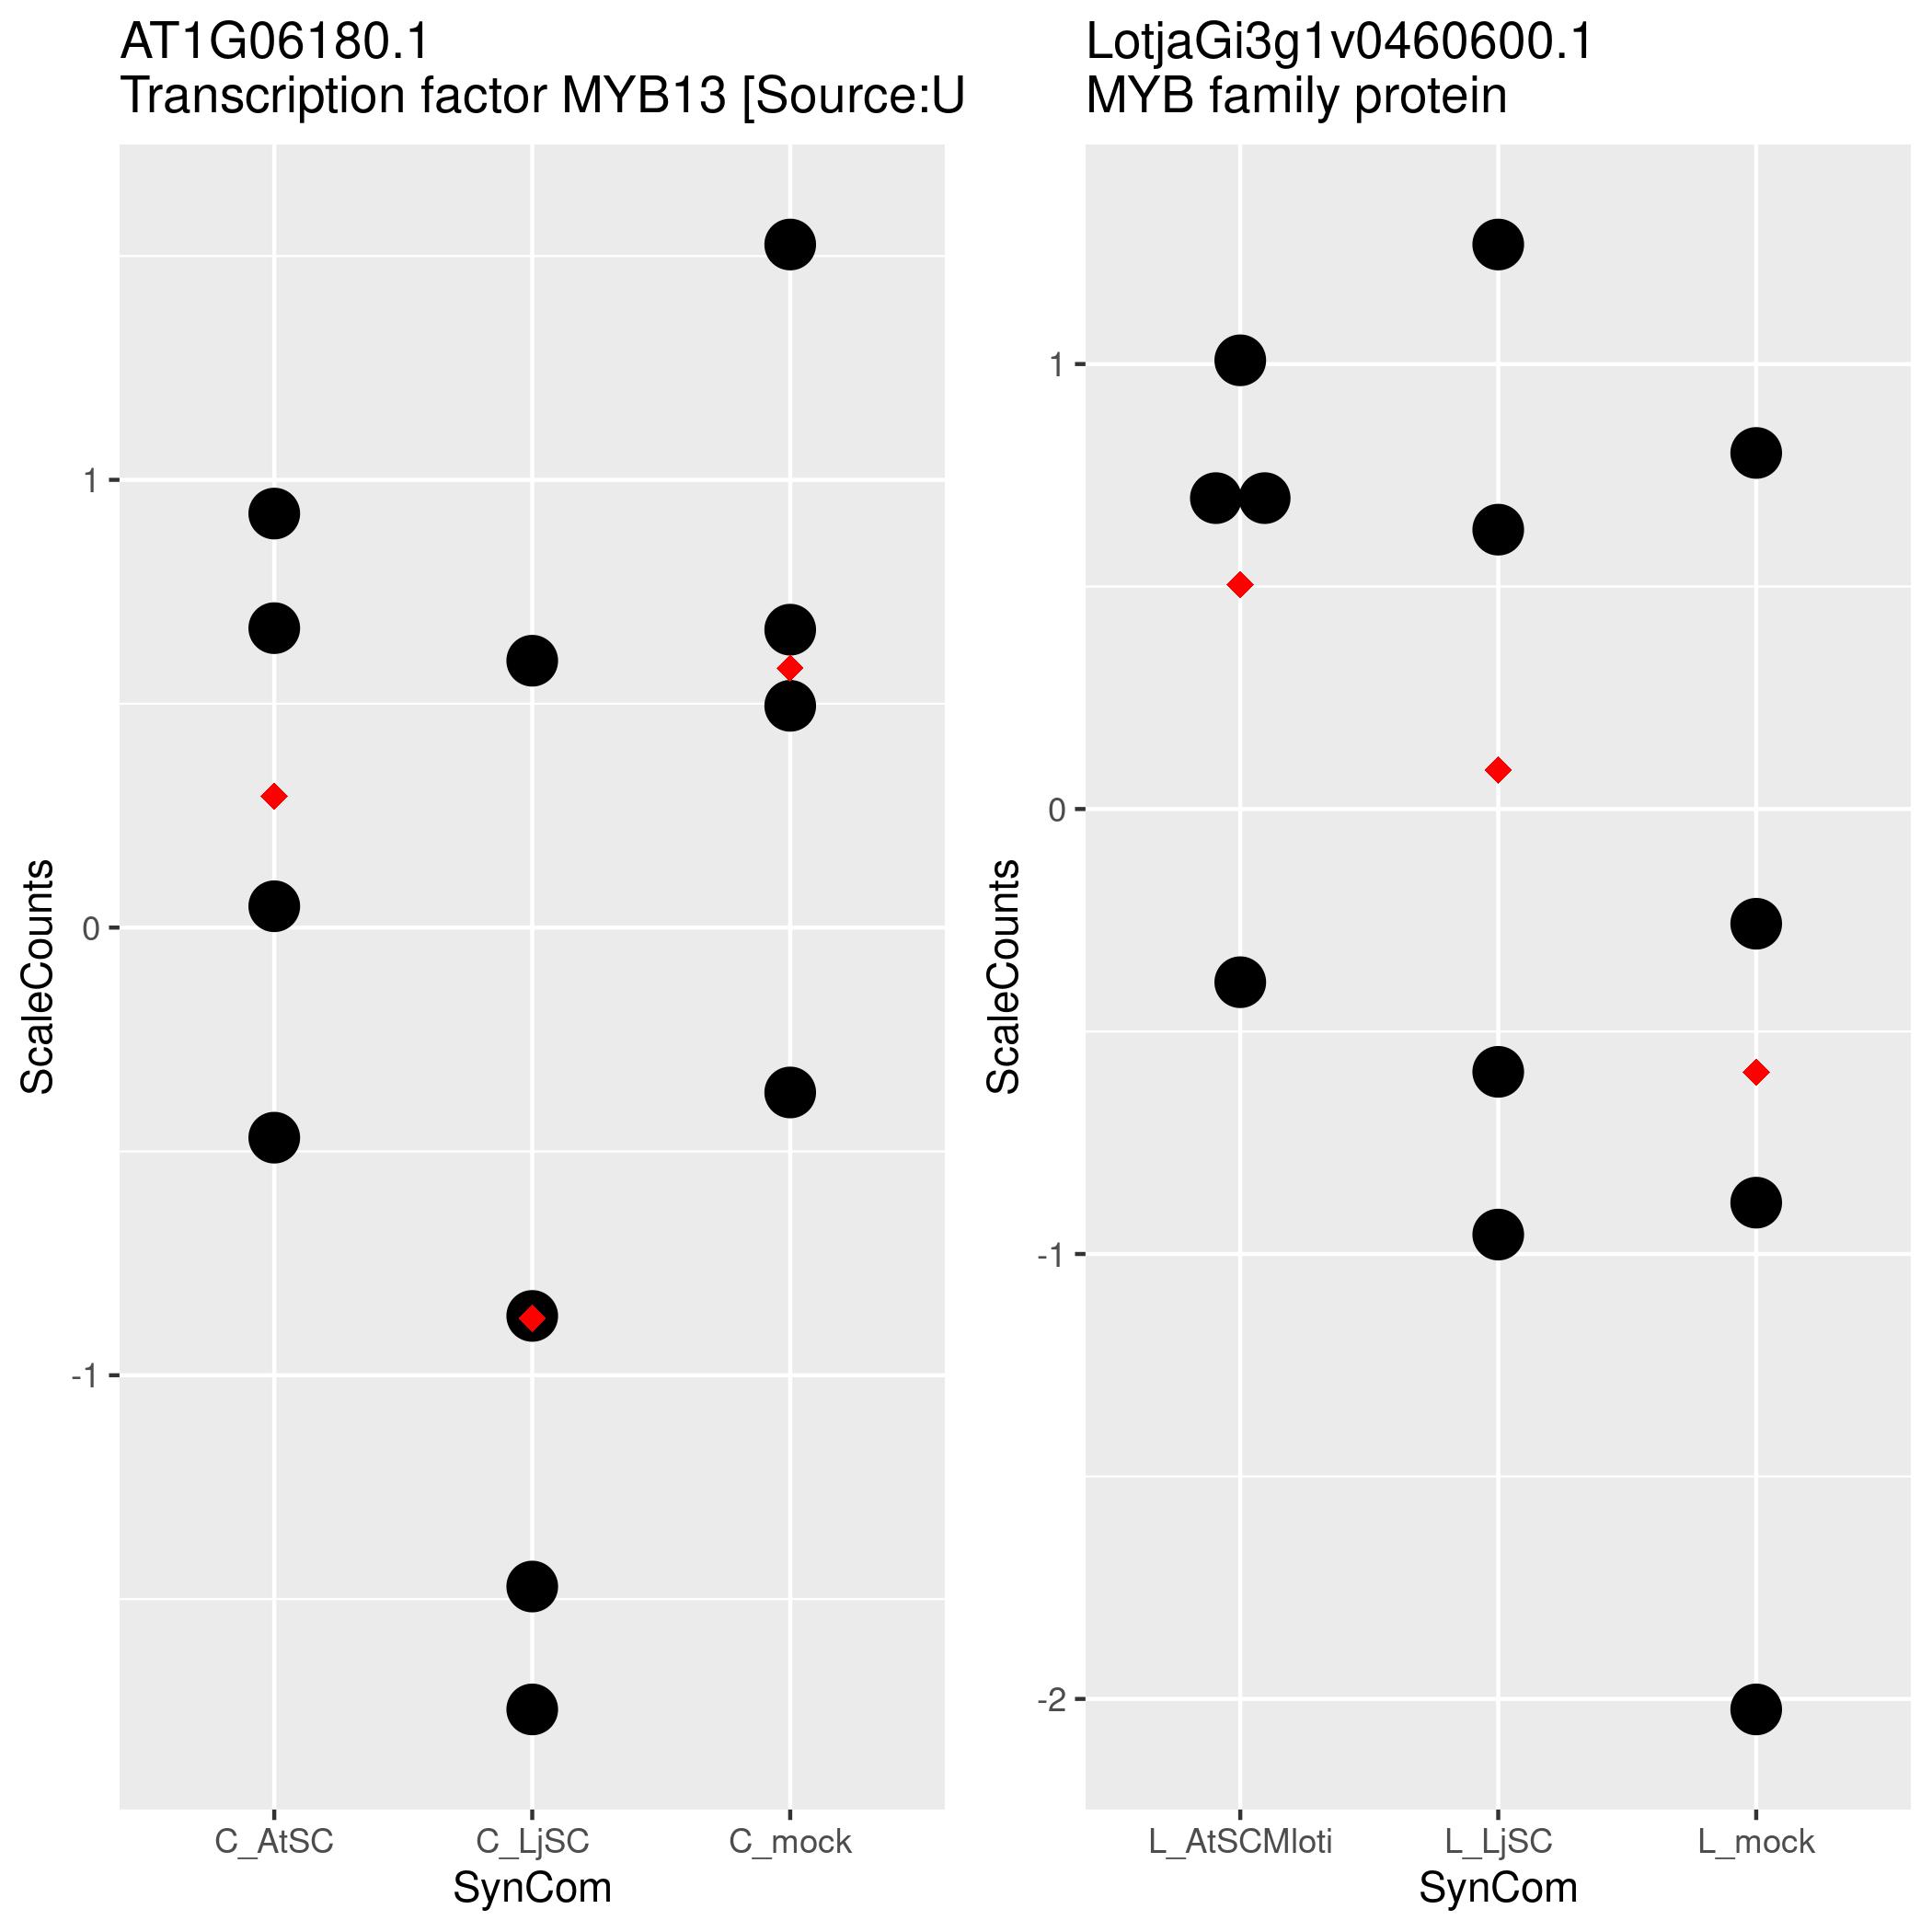 AT1G06180.1
Transcription factor MYB13 [Source:U
ScaleCounts
1
0
-1
C_AtSC
C_LjSC
C_mock
SynCom
LotjaGi3g1v0460600.1
MYB family protein
ScaleCounts
1
0
-1
-2
L_AtSCMloti
L_LjSC
L_mock
SynCom